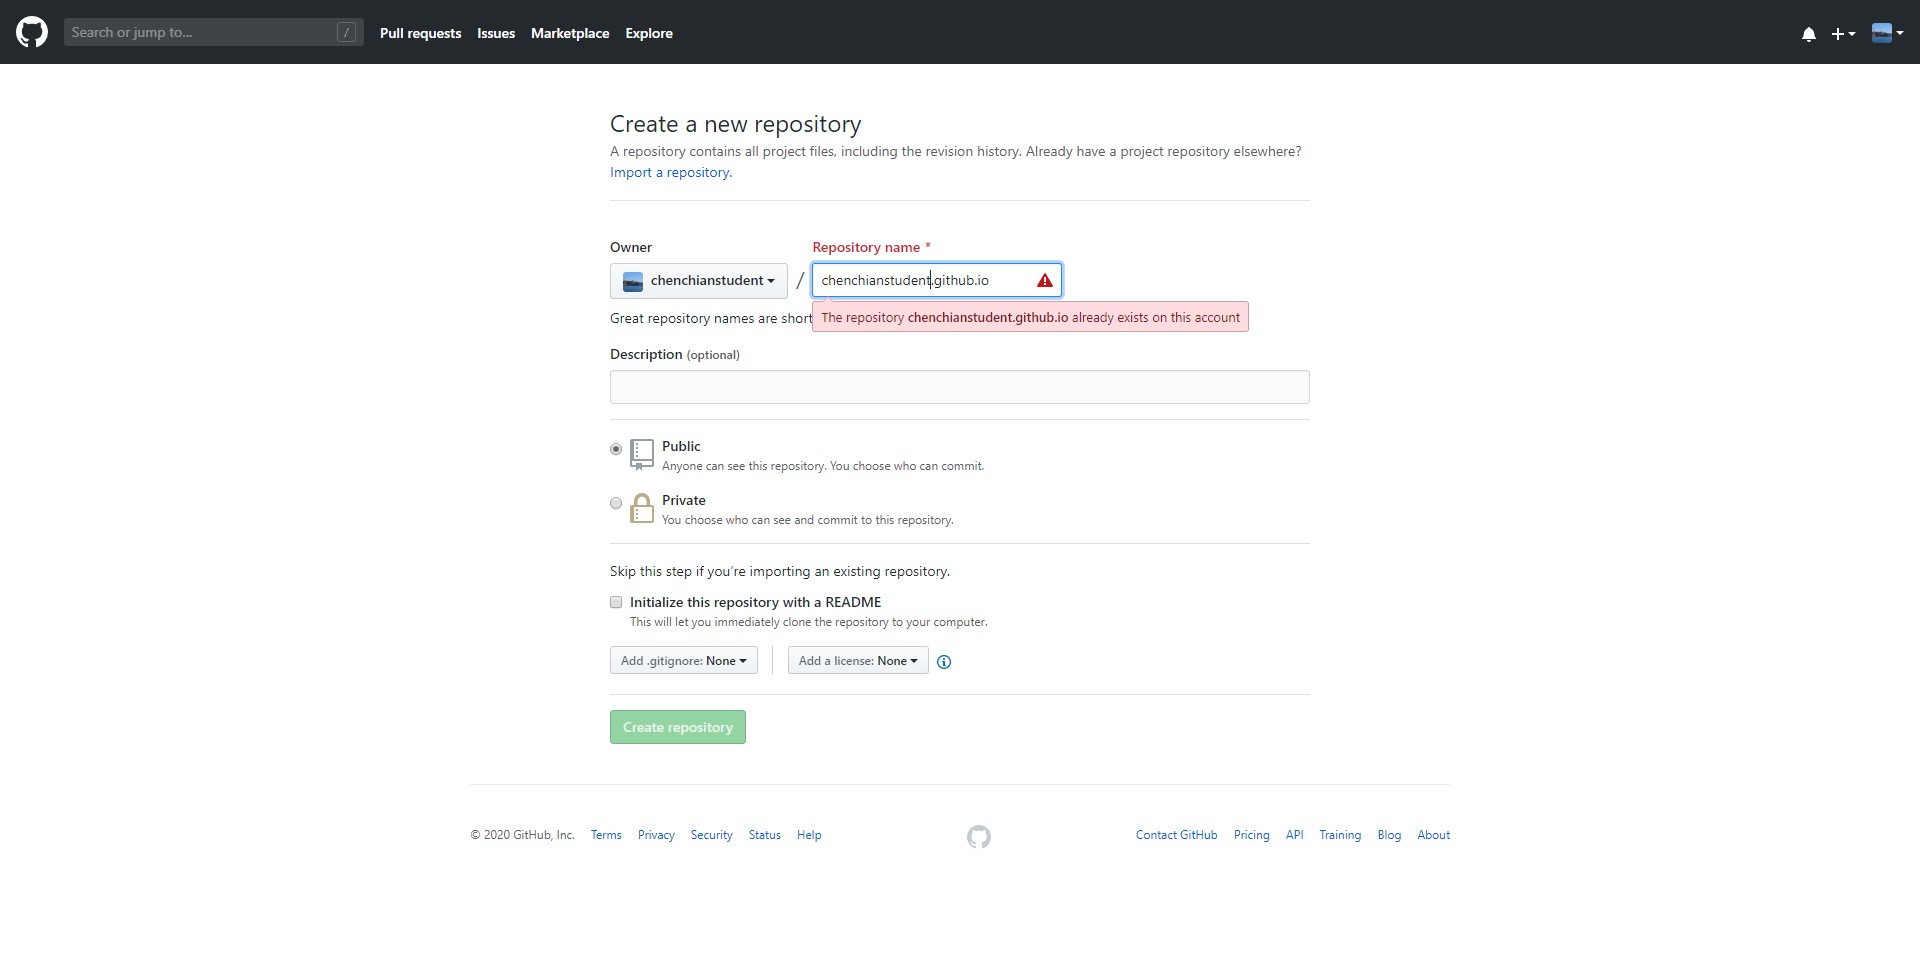 Search or jump to... /
Pull requests Issues Marketplace Explore
Create a new repository
A repository contains all project files, including the revision history. Already have a project repository elsewhere?
Import a repository.
Owner Repository name *
chenchianstudent / chenchianstudent.github.io
Great repository names are short
The repository chenchianstudent.github.io already exists on this account
Description (optional)
Public
Anyone can see this repository. You choose who can commit.
Private
You choose who can see and commit to this repository.
Skip this step if you’re importing an existing repository.
Initialize this repository with a README
This will let you immediately clone the repository to your computer.
Add .gitignore: None Add a license: None
Create repository
© 2020 GitHub, Inc. Terms Privacy Security Status Help Contact GitHub Pricing API Training Blog About